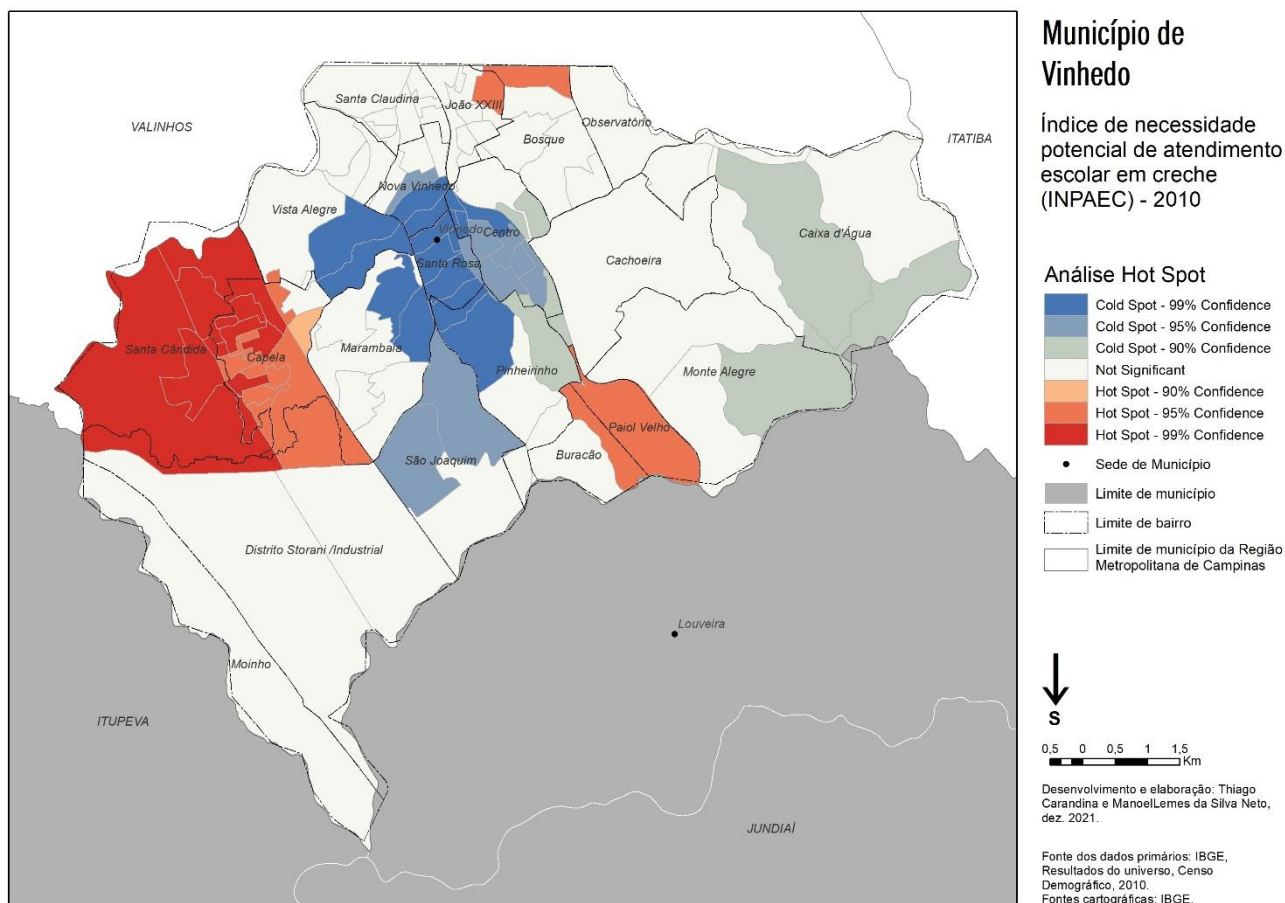 Município de
Vinhedo
Índice de necessidade
potencial de atendimento
escolar em creche
(INPAEC) - 2010
Análise Hot Spot
Cold Spot - 99% Confidence
Cold Spot - 95% Confidence
Cold Spot - 90% Confidence
Not Significant
Hot Spot - 90% Confidence
Hot Spot - 95% Confidence
Hot Spot - 99% Confidence
Sede de Município
Limite de município
Limite de bairro
Limite de município da Região
Metropolitana de Campinas
S
0,5 0 0,5 1 1,5
Km
Desenvolvimento e elaboração: Thiago
Carandina e ManoelLemes da Silva Neto,
dez. 2021.
Fonte dos dados primários: IBGE,
Resultados do universo, Censo
Demográfico, 2010.
Fontes cartográficas: IBGE.
VALINHOS
ITATIBA
Santa Claudina
João XXIII
Observatório
Bosque
Nova Vinhedo
Vista Alegre
Vinhedo
Centro
Caixa d'Água
Santa Rosa
Cachoeira
Santa Cândida
Capela
Marambaia
Pinheirinho
Monte Alegre
Paiol Velho
São Joaquim
Buracão
Distrito Storani /Industrial
Louveira
Moinho
ITUPEVA
JUNDIAÍ